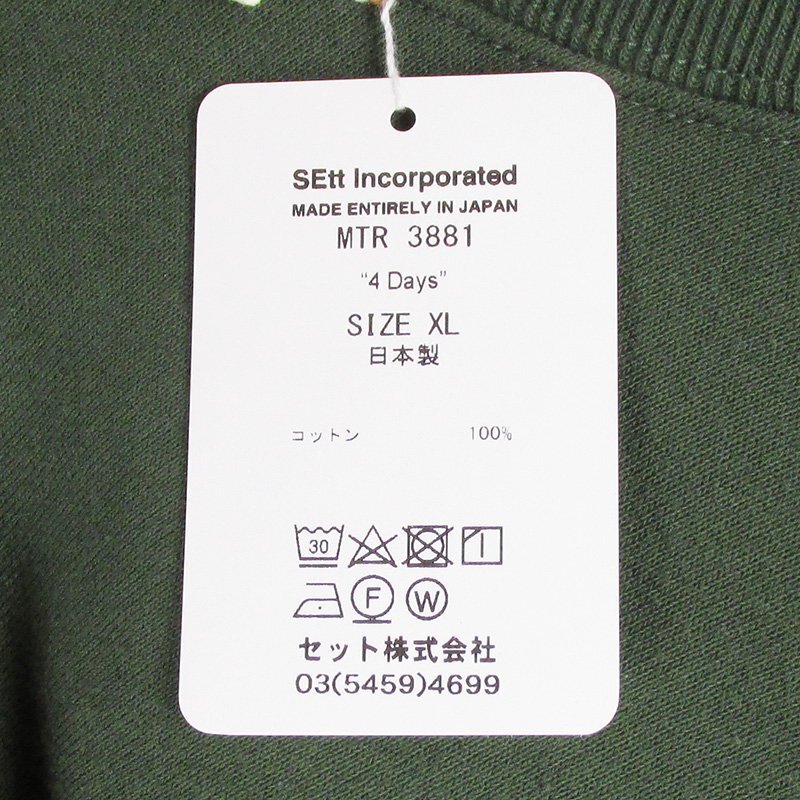 SEtt Incorporated
MADE ENTIRELY IN JAPAN
MTR 3881
“4 Days”
SIZE XL
日本製
コットン 100%
30
F W
セット株式会社
03(5459)4699